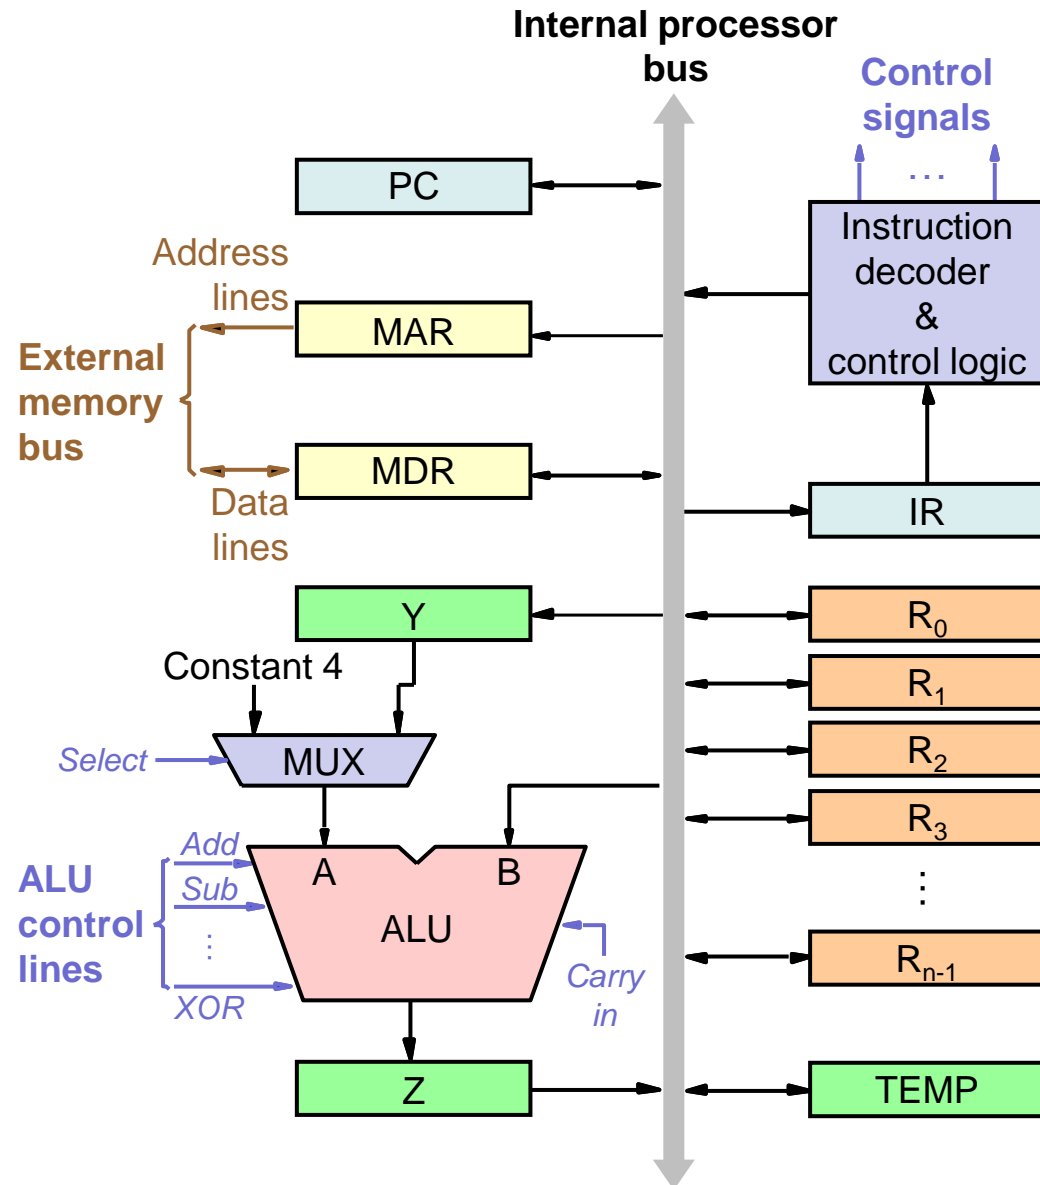 Internal processor
bus
Control
signals
...
PC
Instruction
decoder
&
control logic
Address
lines
MAR
External
memory
bus
MDR
Data
lines
IR
Y
R0
Constant 4
R1
Select
MUX
R2
R3
Add
A
B
ALU
control
lines
Sub
⋮
ALU
⋮
Carry
in
XOR
Rn-1
Z
TEMP